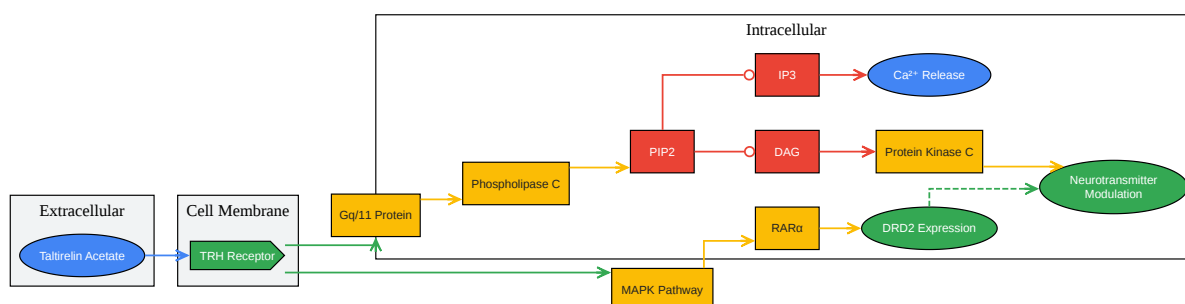 Intracellular
IP3
Ca²⁺ Release
PIP2
DAG
Protein Kinase C
Phospholipase C
Neurotransmitter
Modulation
Extracellular
Cell Membrane
Gq/11 Protein
RARα
DRD2 Expression
Taltirelin Acetate
TRH Receptor
MAPK Pathway